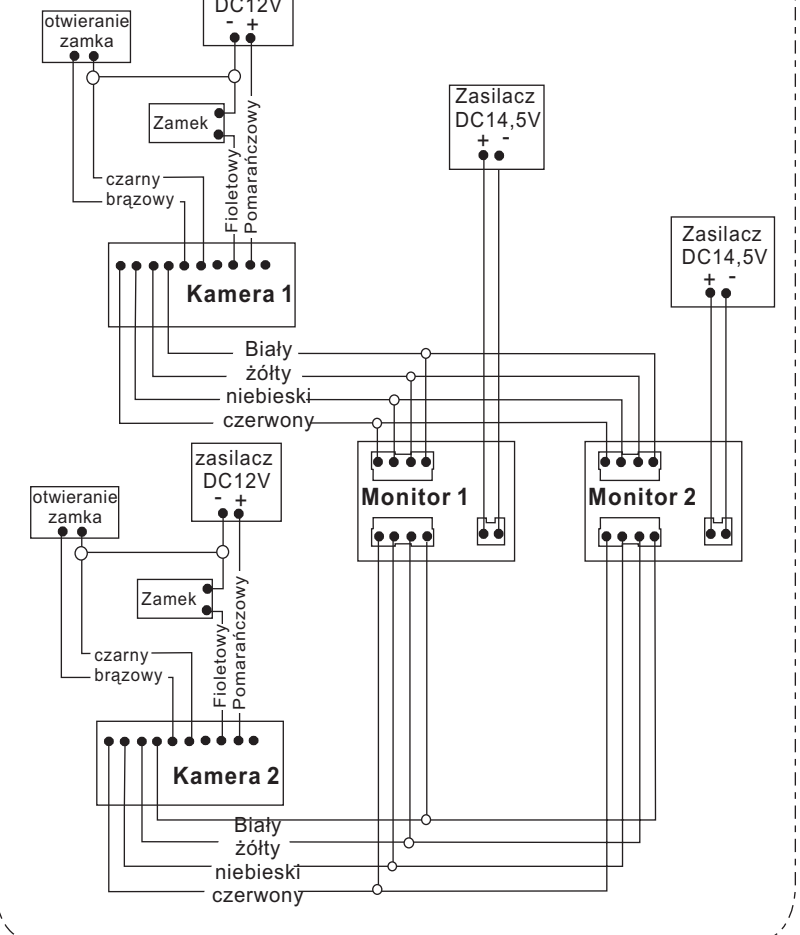 DC12V
- +
otwieranie
zamka
Zamek
czarny
brązowy
Fioletowy
Pomarańczowy
Kamera 1
Zasilacz
DC14,5V
+ -
Zasilacz
DC14,5V
+ -
Biały
żółty
niebieski
czerwony
Monitor 1
Monitor 2
zasilacz
DC12V
- +
otwieranie
zamka
Zamek
czarny
brązowy
Fioletowy
Pomarańczowy
Kamera 2
Biały
żółty
niebieski
czerwony